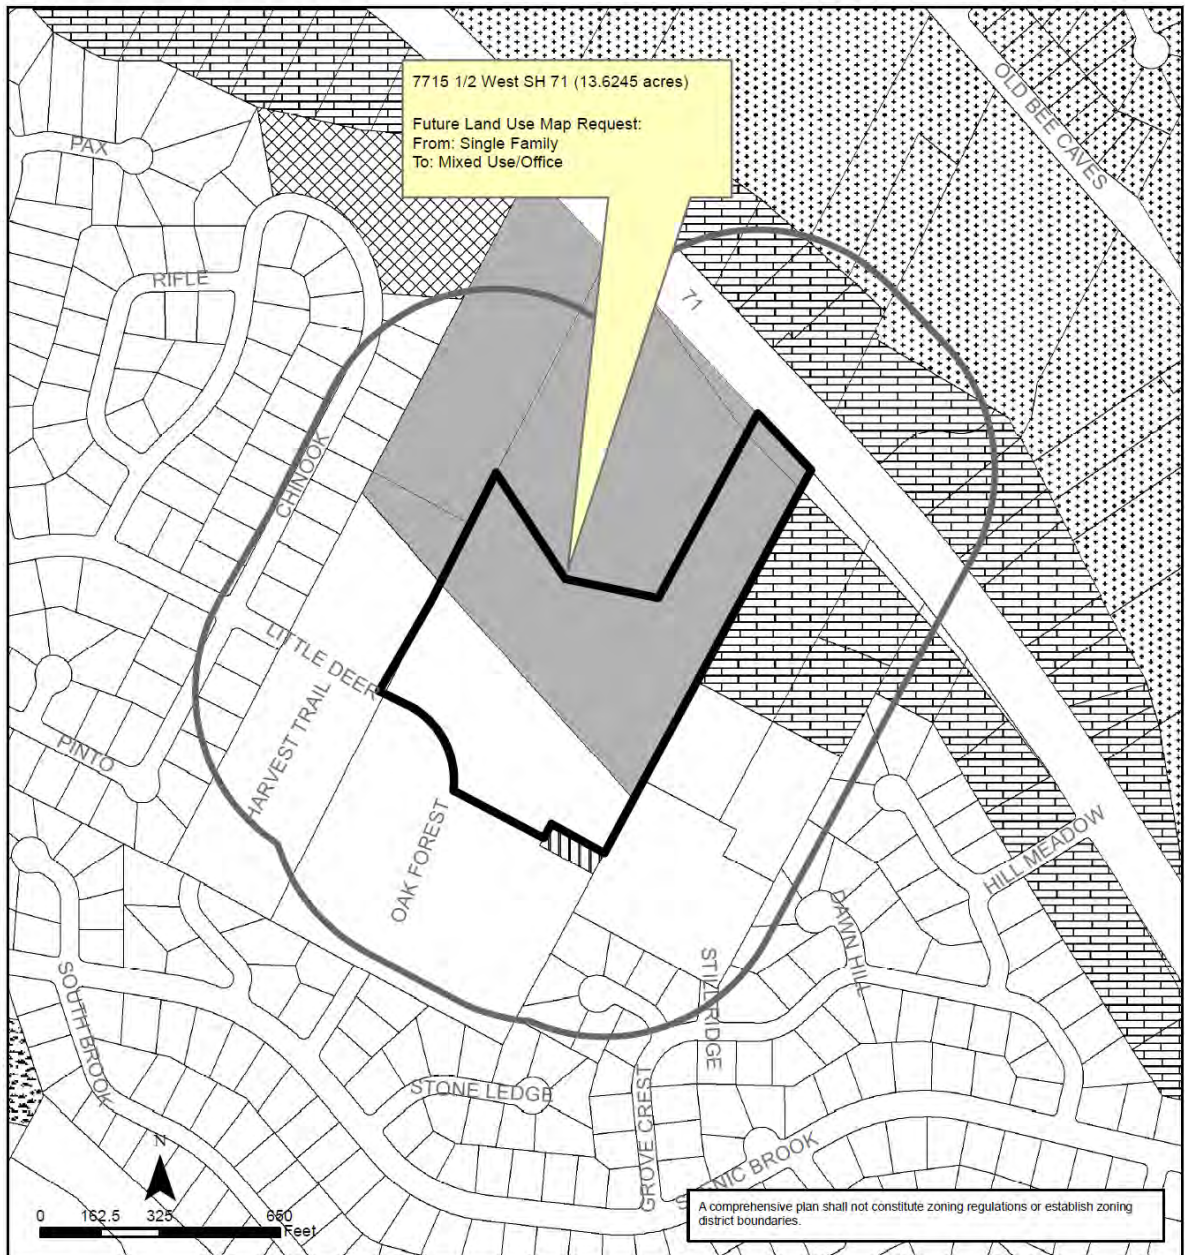 7715 1/2 West SH 71 (13.6245 acres)
Future Land Use Map Request:
From: Single Family
To: Mixed Use/Office
OLD BEE CAVES
PAX
RIFLE
71
CHINOOK
LITTLE DEER
HARVEST TRAIL
PINTO
OAK FOREST
HILL MEADOW
DAWN HILL
SOUTH BROOK
STILL RIDGE
STONE LEDGE
GROVE CREST
NIC BROOK
N
0 162.5 325 650
Feet
A comprehensive plan shall not constitute zoning regulations or establish zoning
district boundaries.